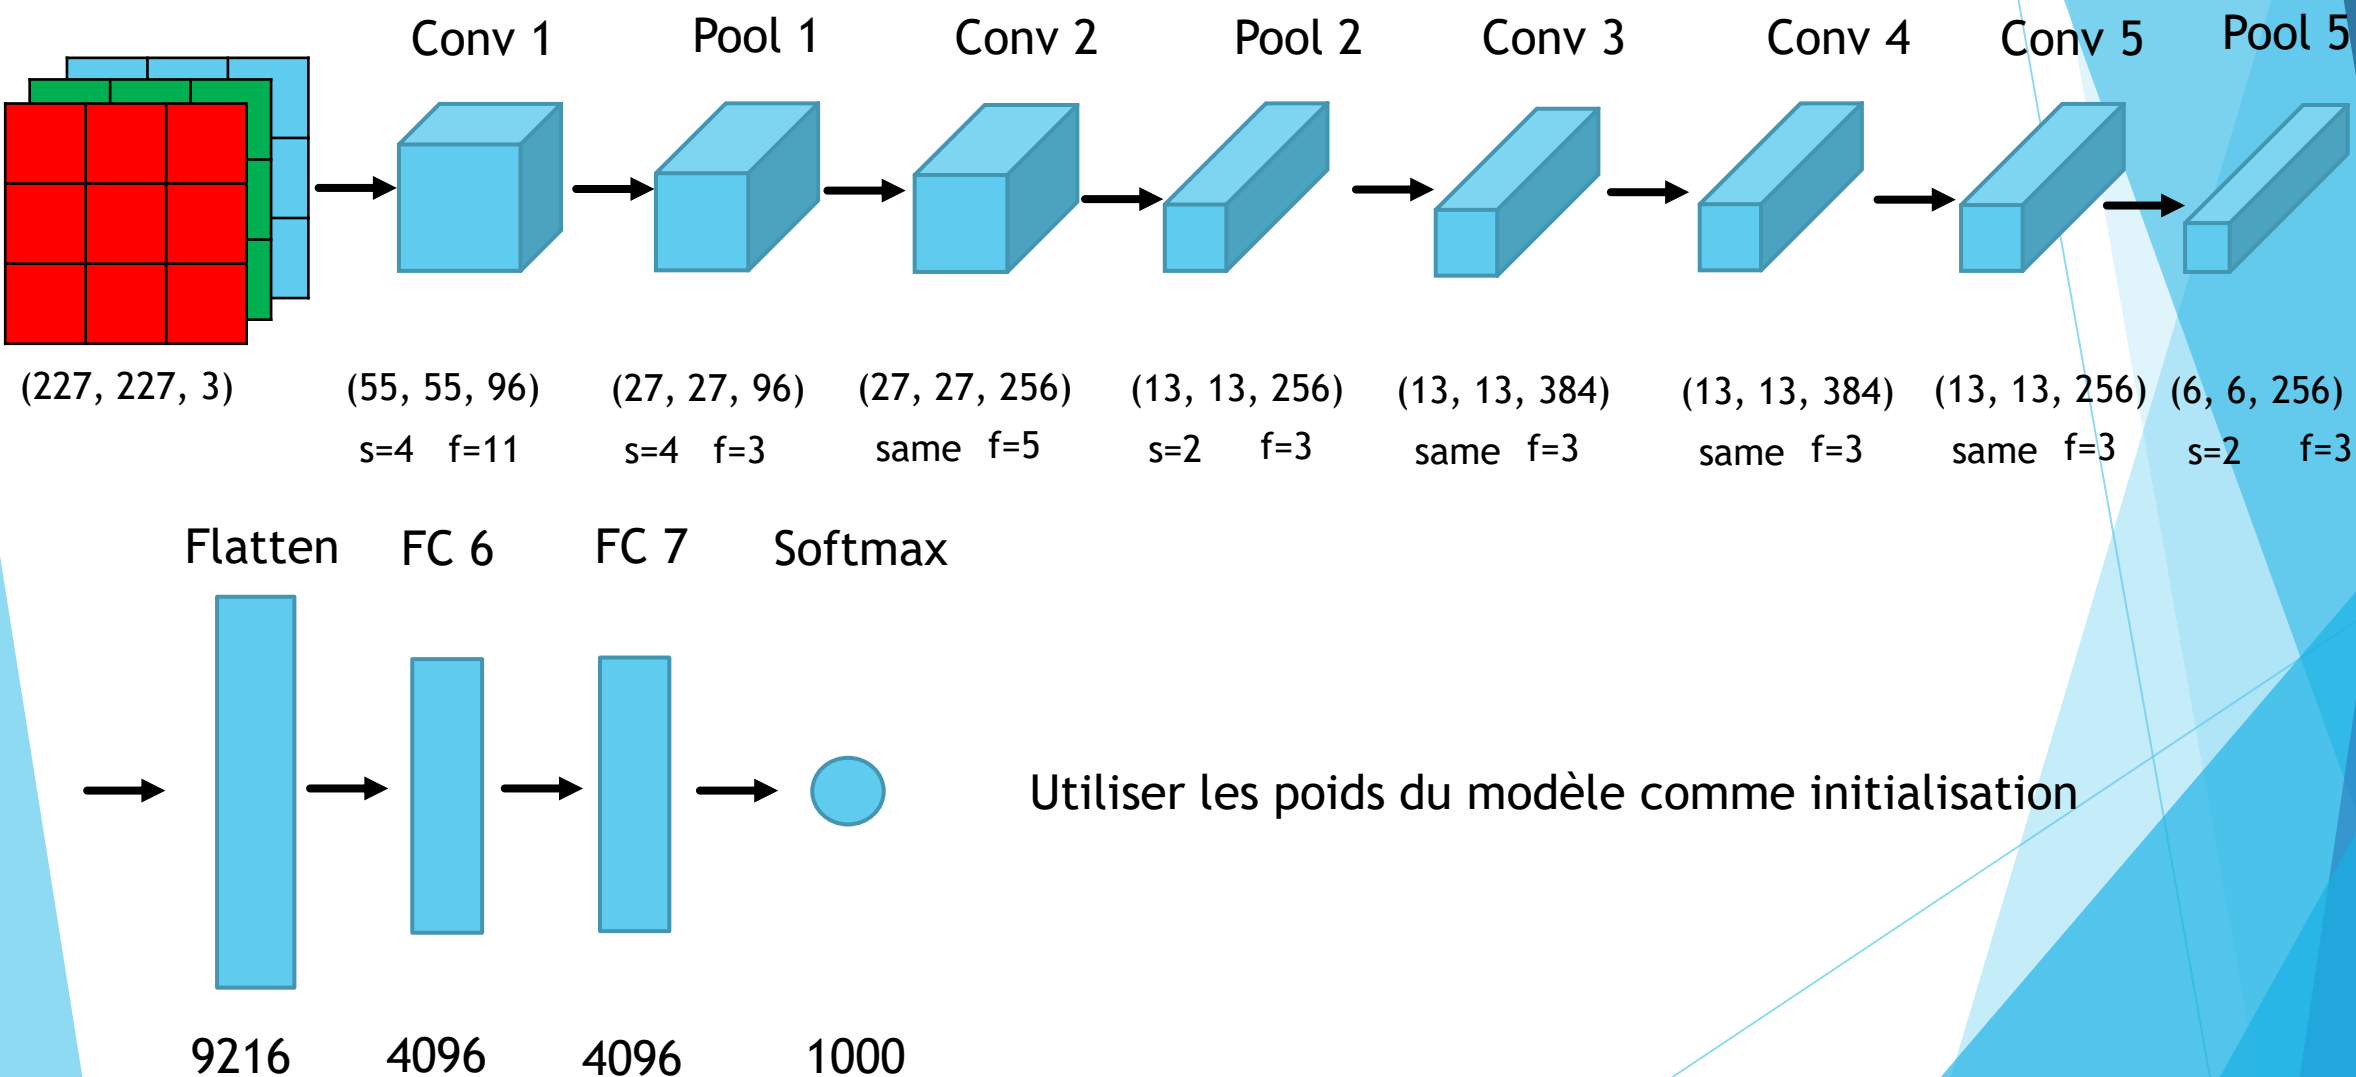 Conv 1 Pool 1 Conv 2 Pool 2 Conv 3 Conv 4 Conv 5 Pool 5
(227, 227, 3) (55, 55, 96) (27, 27, 96) (27, 27, 256) (13, 13, 256) (13, 13, 384) (13, 13, 384) (13, 13, 256) (6, 6, 256)
s=4 f=11 s=4 f=3 same f=5 s=2 f=3 same f=3 same f=3 same f=3 s=2 f=3
Flatten FC 6 FC 7 Softmax
Utiliser les poids du modèle comme initialisation
9216 4096 4096 1000